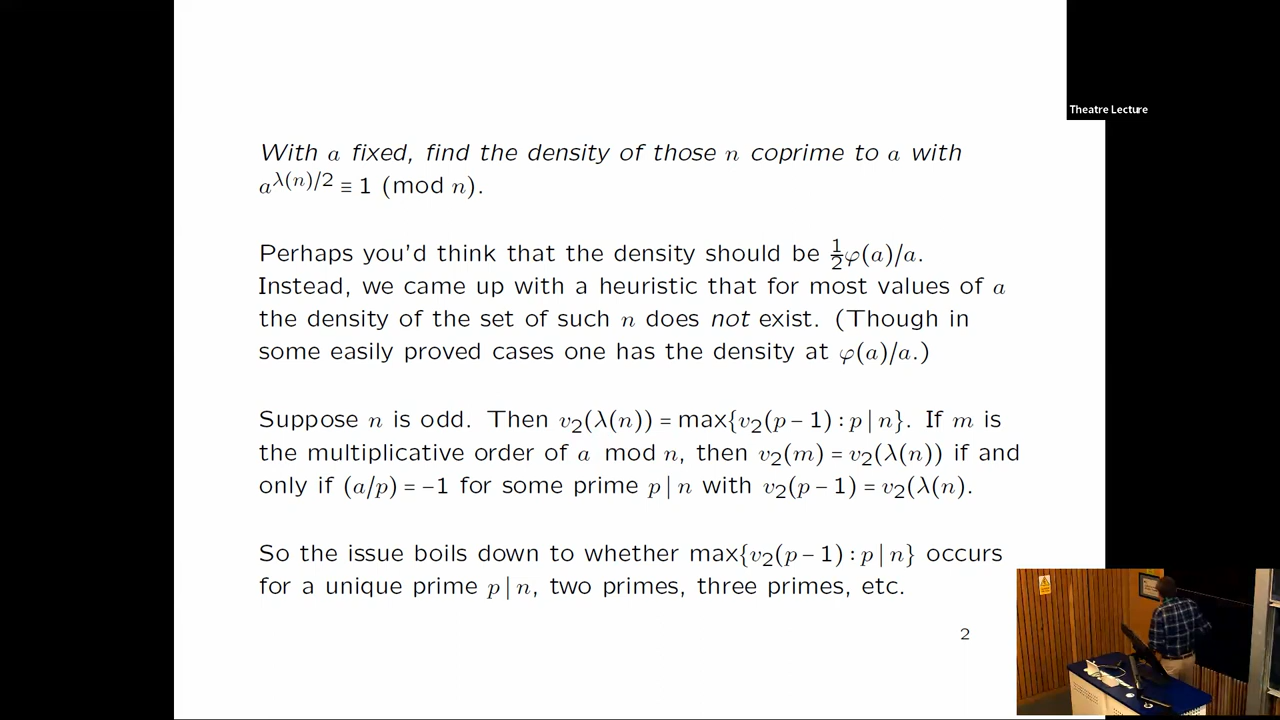 Theatre Lecture
With a fixed, find the density of those n coprime to a with
a^{λ(n)/2} ≡ 1 (mod n).
Perhaps you'd think that the density should be \frac{1}{2}φ(a)/a.
Instead, we came up with a heuristic that for most values of a
the density of the set of such n does not exist. (Though in
some easily proved cases one has the density at φ(a)/a.)
Suppose n is odd. Then v₂(λ(n)) = max{v₂(p – 1) : p | n}. If m is
the multiplicative order of a mod n, then v₂(m) = v₂(λ(n)) if and
only if (a/p) = –1 for some prime p | n with v₂(p – 1) = v₂(λ(n).
So the issue boils down to whether max{v₂(p – 1) : p | n} occurs
for a unique prime p | n, two primes, three primes, etc.
2